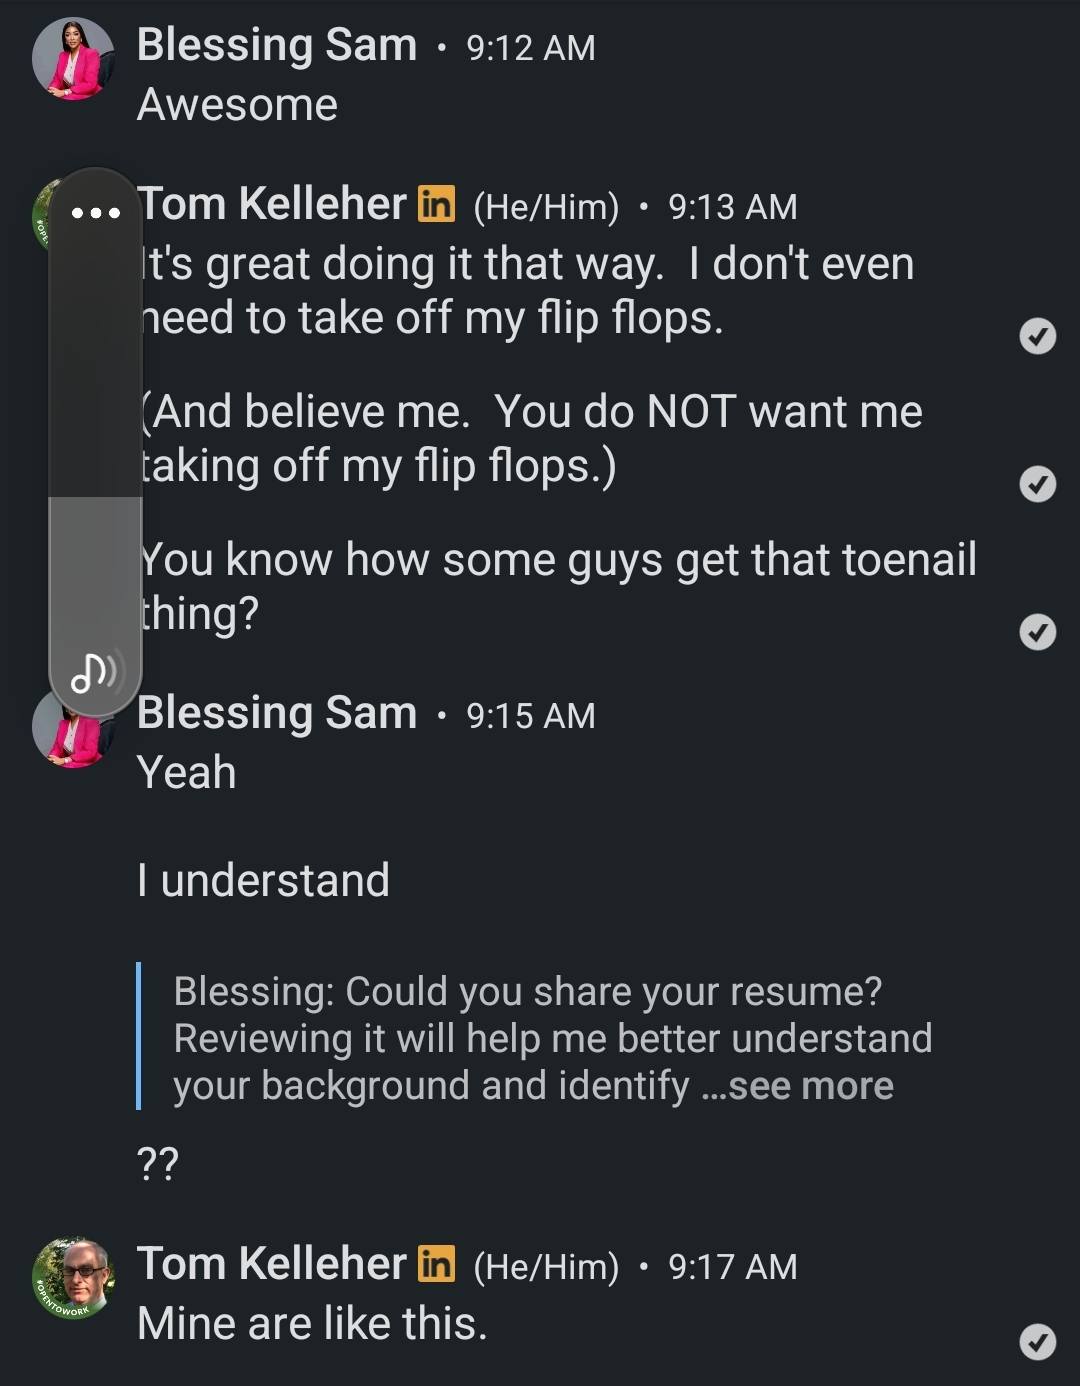 Blessing Sam • 9:12 AM
Awesome
Tom Kelleher in (He/Him) • 9:13 AM
It's great doing it that way. I don't even
need to take off my flip flops.
(And believe me. You do NOT want me
taking off my flip flops.)
You know how some guys get that toenail
thing?
Blessing Sam • 9:15 AM
Yeah
I understand
Blessing: Could you share your resume?
Reviewing it will help me better understand
your background and identify ...see more
??
Tom Kelleher in (He/Him) • 9:17 AM
#OPENTOWORK
Mine are like this.